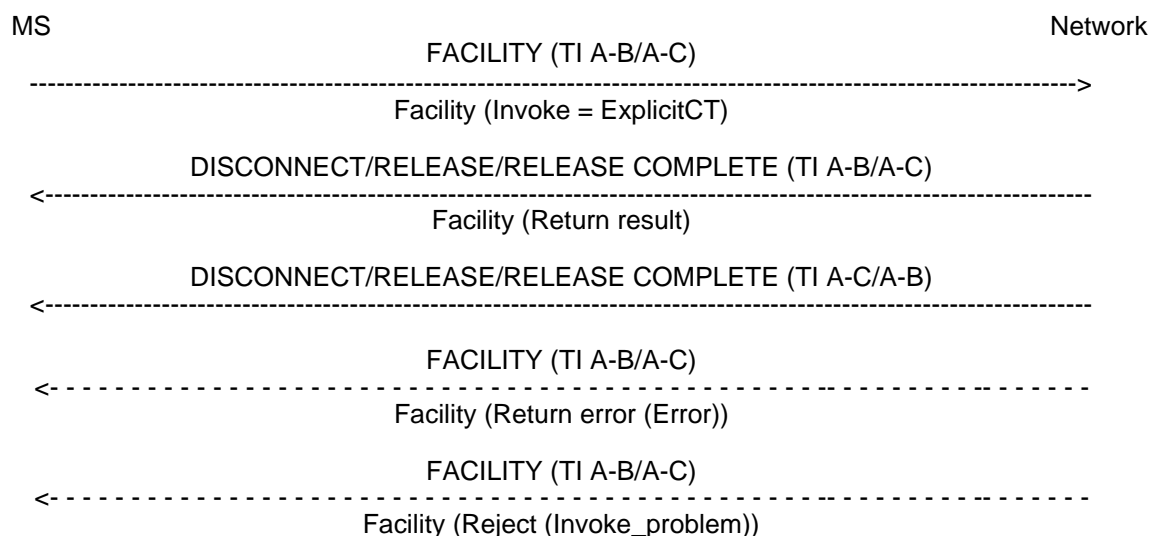 MS Network
FACILITY (TI A-B/A-C)
Facility (Invoke = ExplicitCT)
DISCONNECT/RELEASE/RELEASE COMPLETE (TI A-B/A-C)
Facility (Return result)
DISCONNECT/RELEASE/RELEASE COMPLETE (TI A-C/A-B)
FACILITY (TI A-B/A-C)
Facility (Return error (Error))
FACILITY (TI A-B/A-C)
Facility (Reject (Invoke_problem))